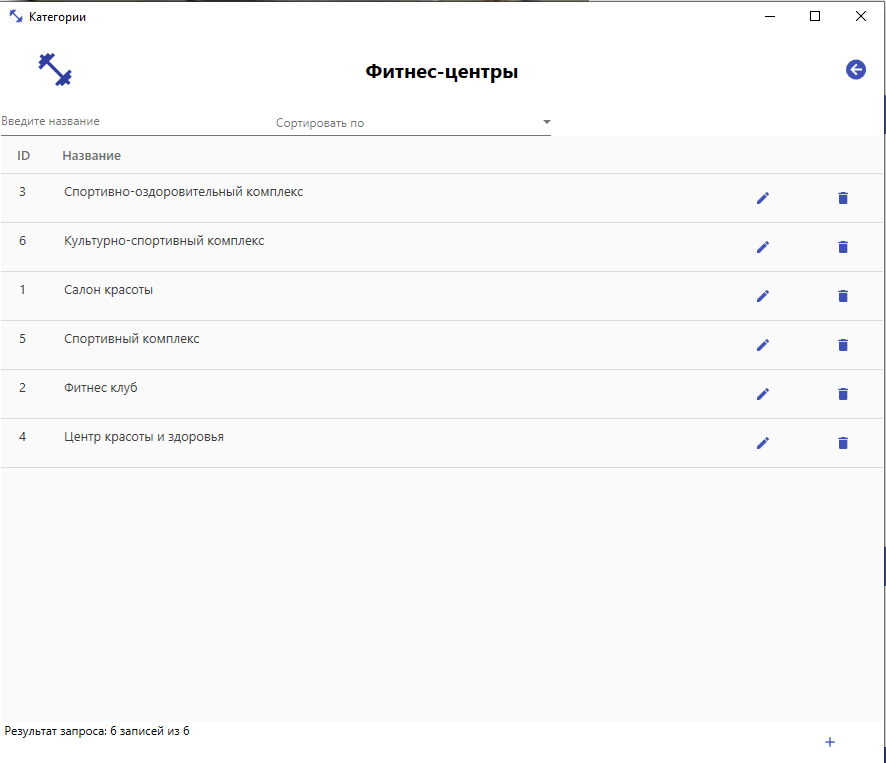 Категории
Фитнес-центры
Введите название Сортировать по
ID Название
3 Спортивно-оздоровительный комплекс
6 Культурно-спортивный комплекс
1 Салон красоты
5 Спортивный комплекс
2 Фитнес клуб
4 Центр красоты и здоровья
Результат запроса: 6 записей из 6